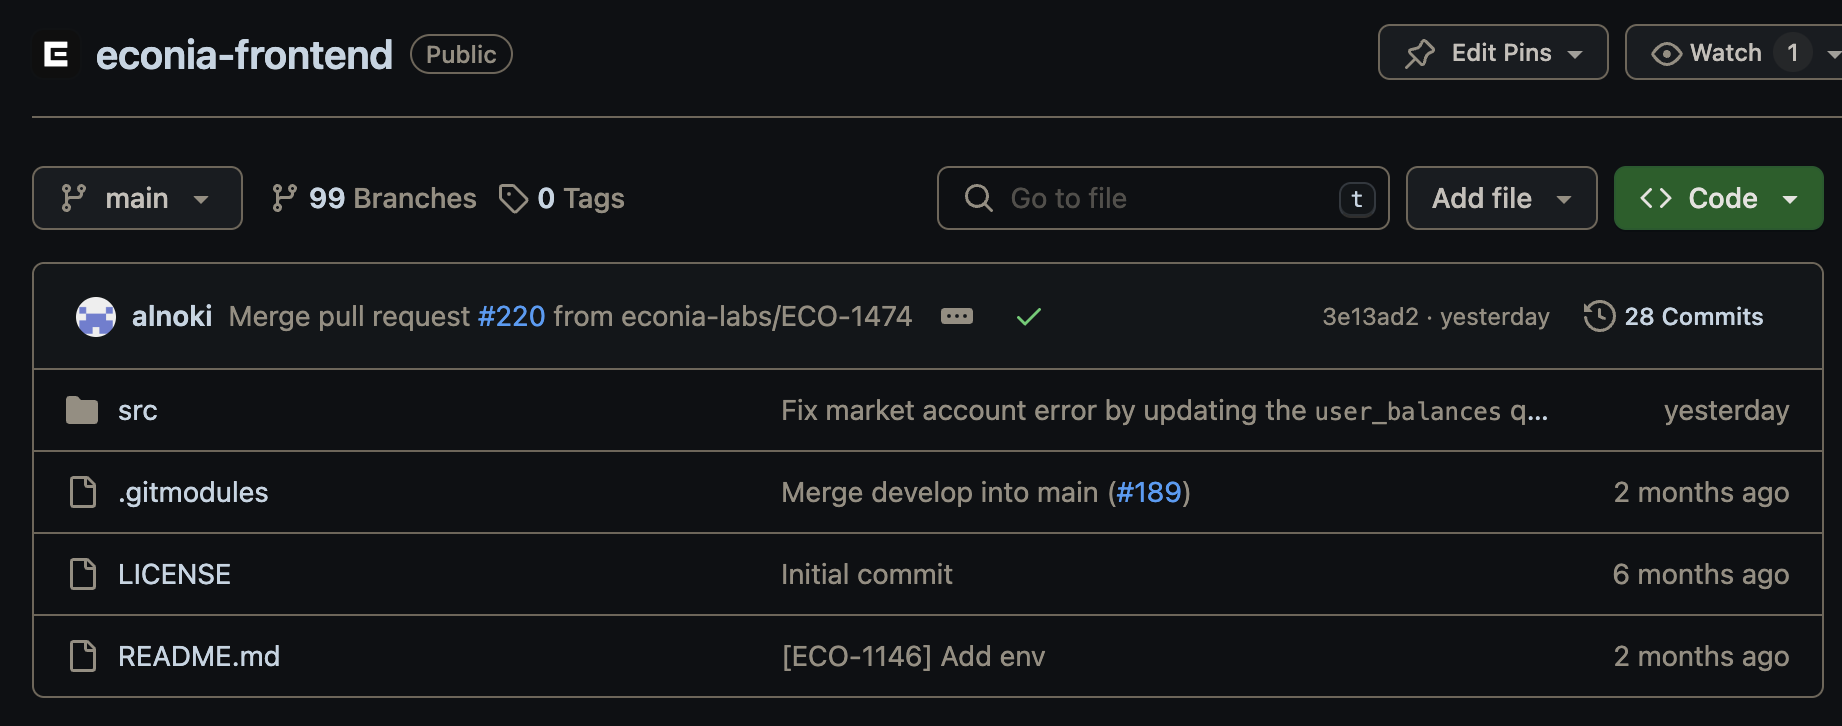 E econia-frontend Public Edit Pins Watch 1
main 99 Branches 0 Tags Go to file t Add file <> Code
alnoki Merge pull request #220 from econia-labs/ECO-1474 ... 3e13ad2 · yesterday 28 Commits
src Fix market account error by updating the user_balances q... yesterday
.gitmodules Merge develop into main (#189) 2 months ago
LICENSE Initial commit 6 months ago
README.md [ECO-1146] Add env 2 months ago